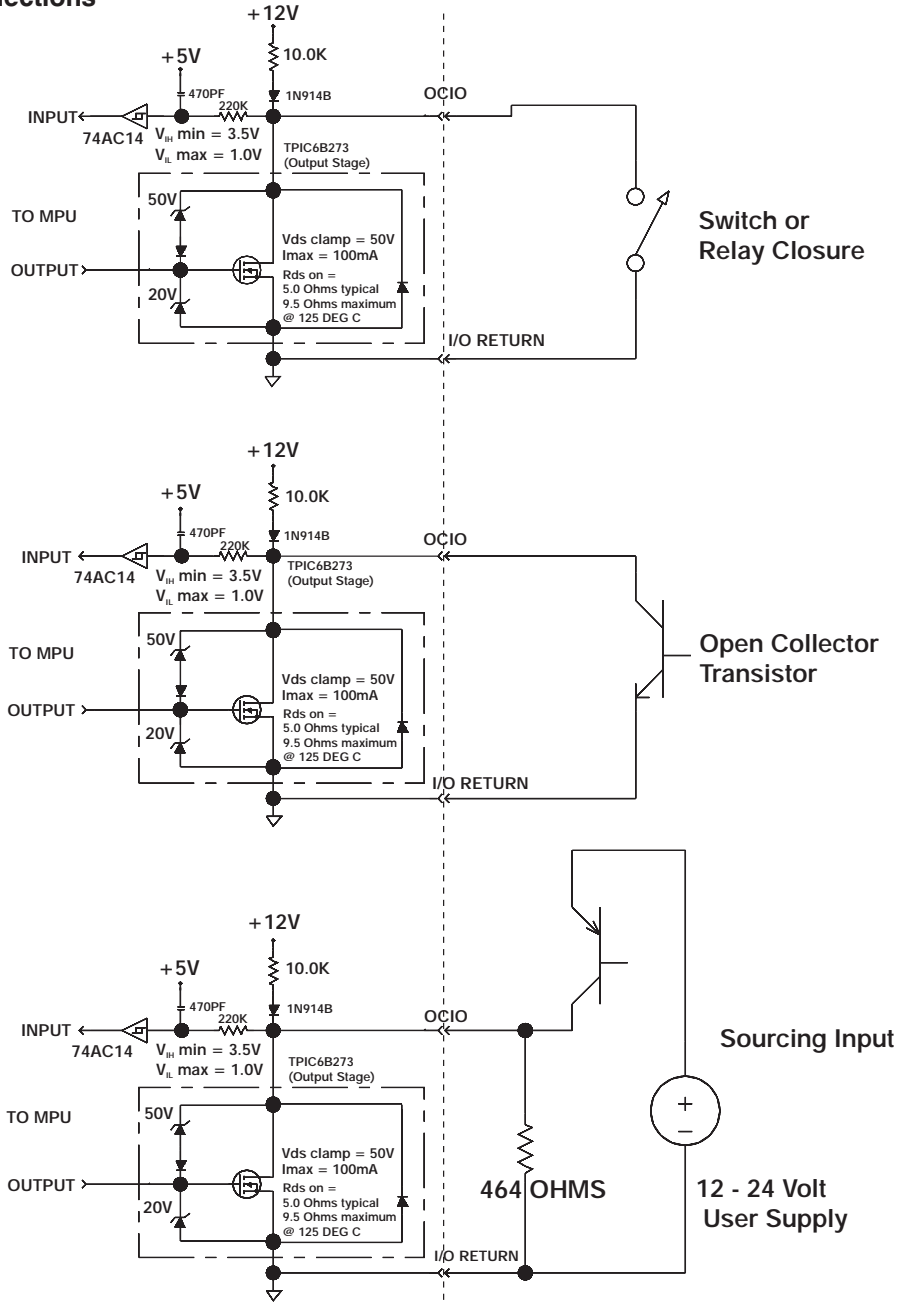 +12V
10.0K
+5V
470PF
1N914B
220K
OCIO
INPUT
74AC14
VIH min = 3.5V
VIL max = 1.0V
TPIC6B273
(Output Stage)
50V
TO MPU
Vds clamp = 50V
Imax = 100mA
OUTPUT
Rds on =
5.0 Ohms typical
9.5 Ohms maximum
@ 125 DEG C
20V
I/O RETURN
Switch or
Relay Closure
+12V
10.0K
+5V
470PF
1N914B
220K
OCIO
INPUT
74AC14
VIH min = 3.5V
VIL max = 1.0V
TPIC6B273
(Output Stage)
50V
TO MPU
Vds clamp = 50V
Imax = 100mA
OUTPUT
Rds on =
5.0 Ohms typical
9.5 Ohms maximum
@ 125 DEG C
20V
I/O RETURN
Open Collector
Transistor
+12V
10.0K
+5V
470PF
1N914B
220K
OCIO
INPUT
74AC14
VIH min = 3.5V
VIL max = 1.0V
TPIC6B273
(Output Stage)
50V
TO MPU
Vds clamp = 50V
Imax = 100mA
OUTPUT
Rds on =
5.0 Ohms typical
9.5 Ohms maximum
@ 125 DEG C
20V
I/O RETURN
Sourcing Input
+
−
464 OHMS
12 - 24 Volt
User Supply